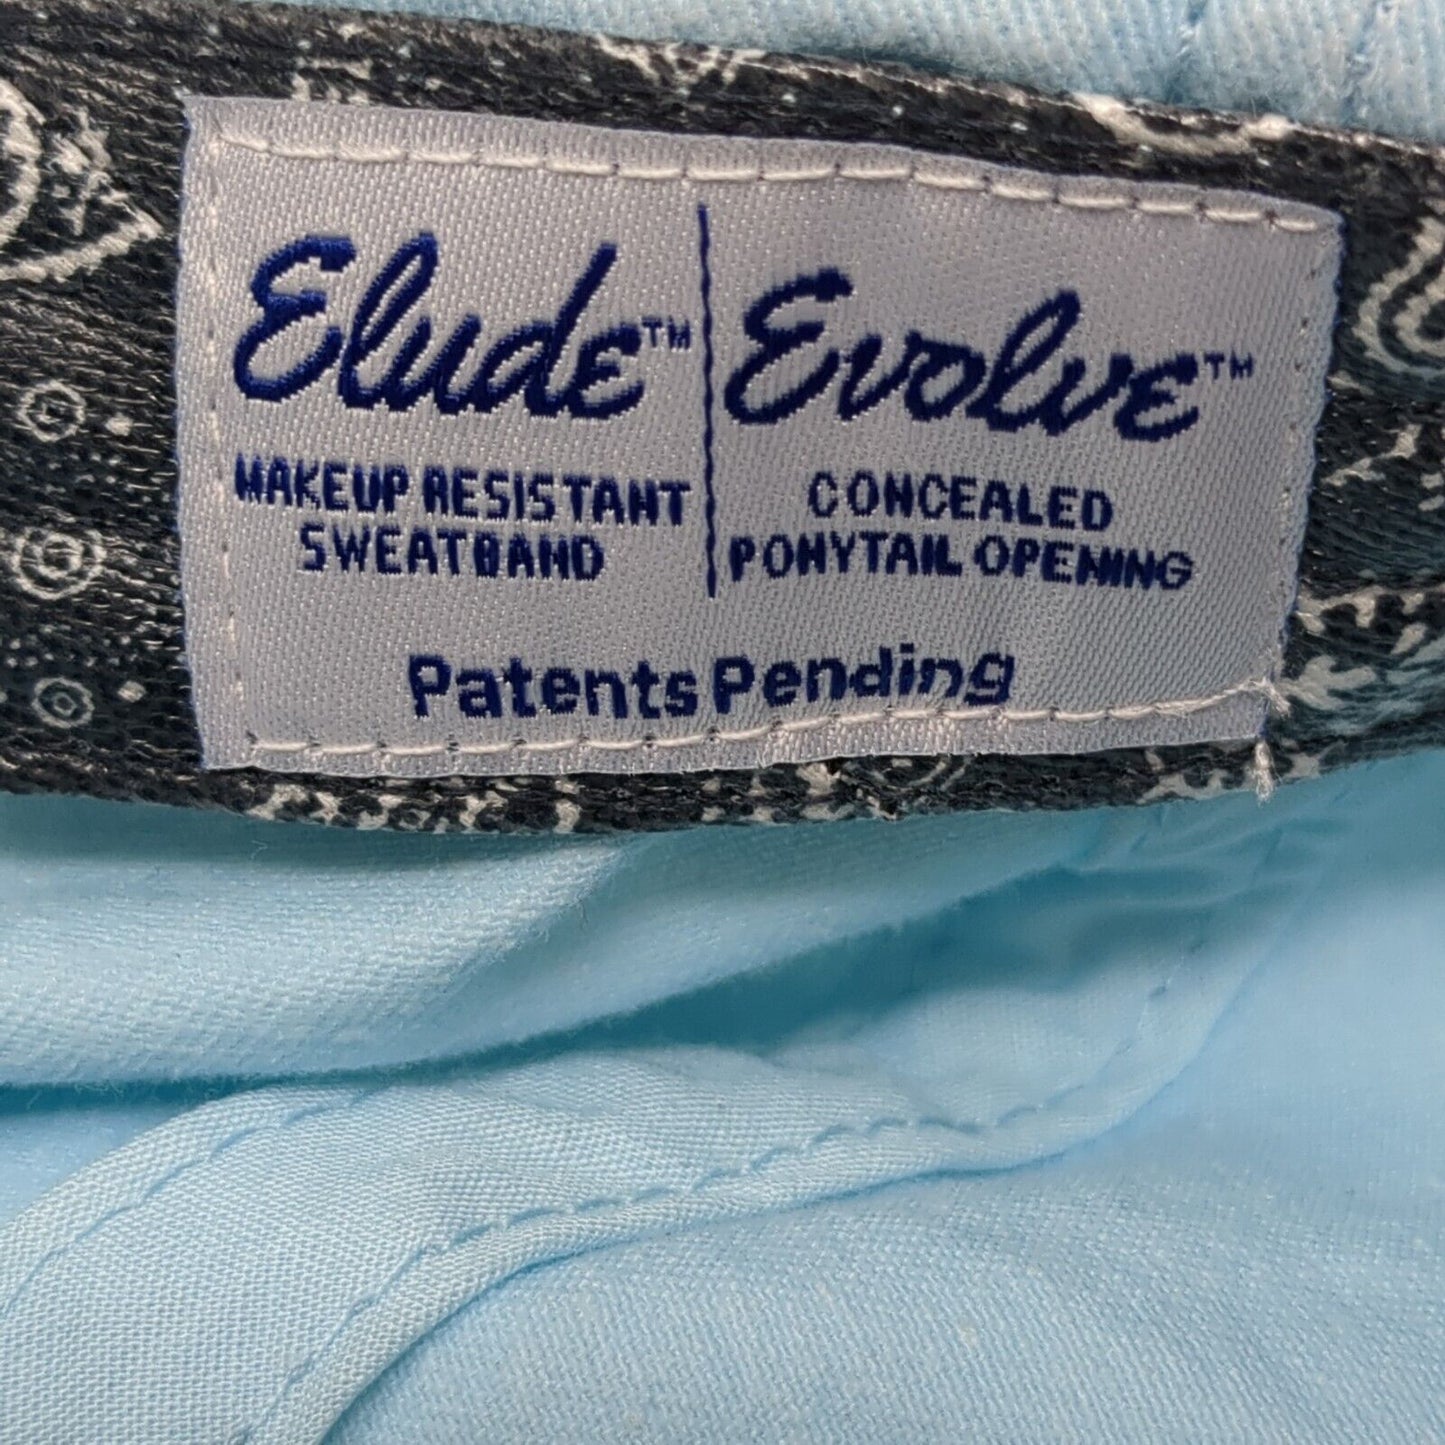 Elude™
MAKEUP RESISTANT
SWEATBAND
Evolve™
CONCEALED
PONYTAIL OPENING
Patents Pending